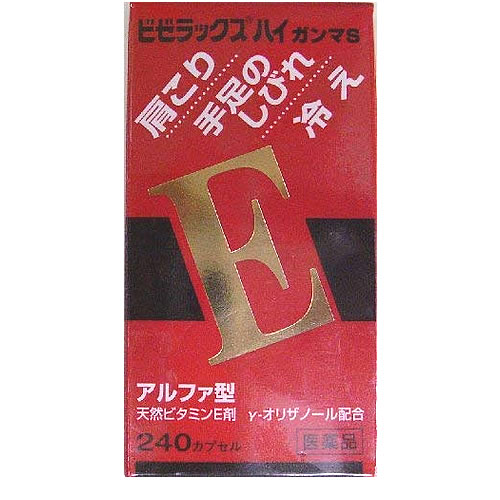 ビゼラックスハイ ガンマS
肩こり
手足の
しびれ
冷え
E
アルファ型
天然ビタミンE剤 γ-オリザノール配合
240カプセル 医薬品